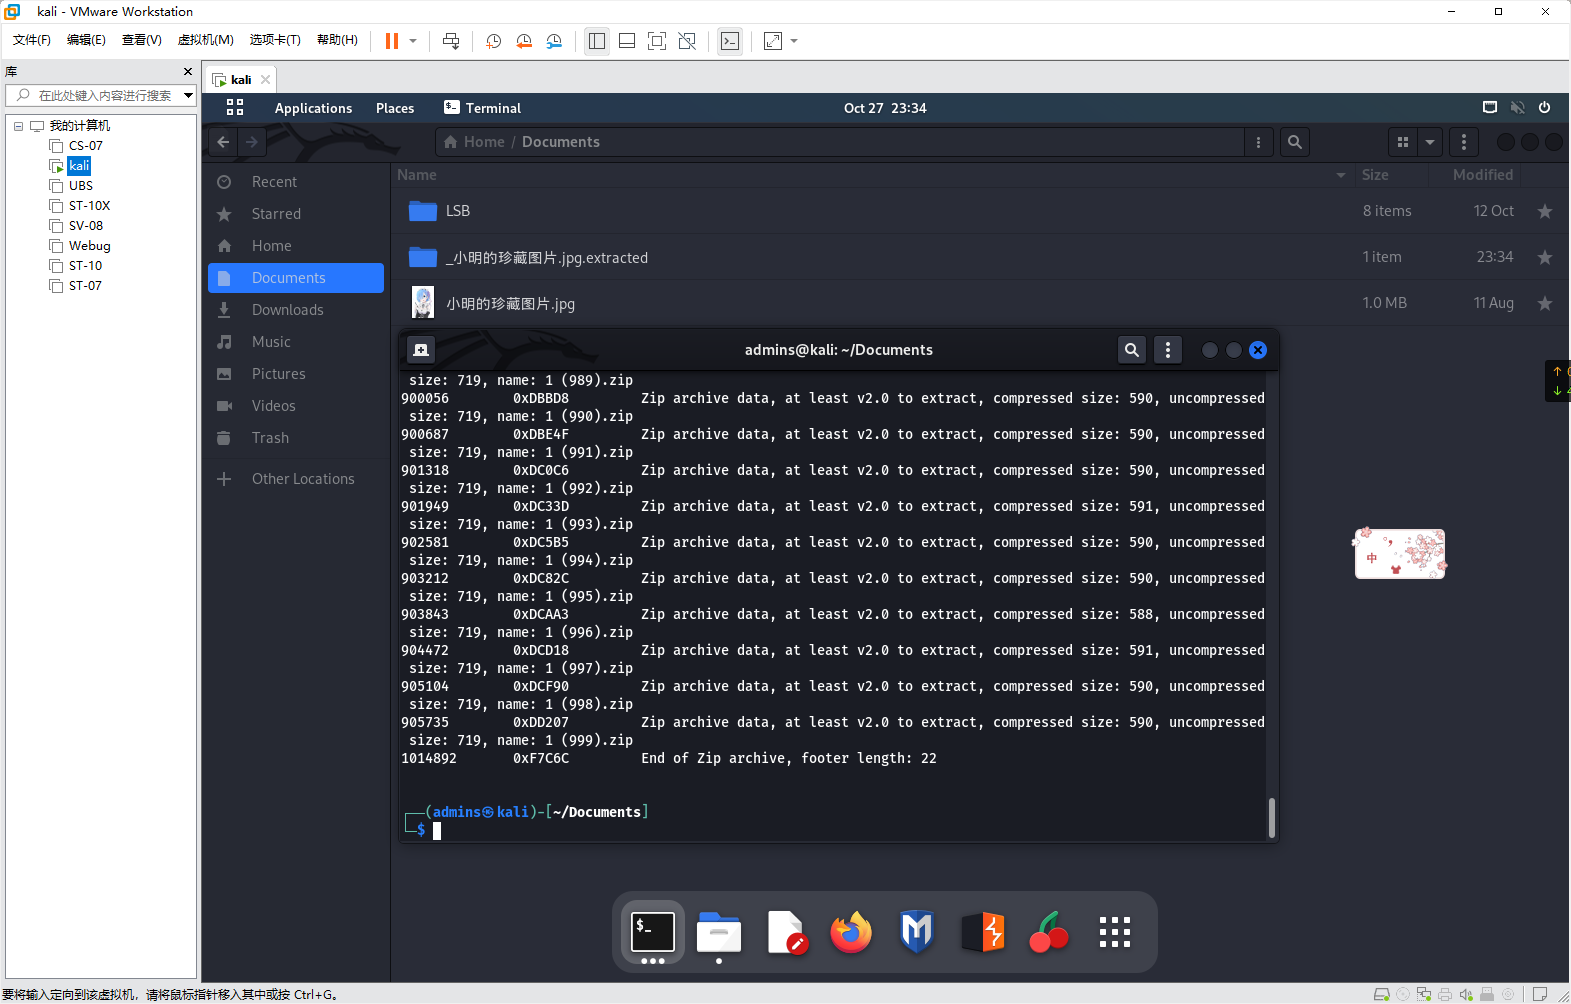 kali - VMware Workstation
文件(F) 编辑(E) 查看(V) 虚拟机(M) 选项卡(T) 帮助(H)
库
在此处键入内容进行搜索
我的计算机
CS-07
kali
UBS
ST-10X
SV-08
Webug
ST-10
ST-07
kali
Applications Places Terminal Oct 27 23:34
Home / Documents
Recent
Starred
Home
Documents
Downloads
Music
Pictures
Videos
Trash
Other Locations
Name Size Modified
LSB 8 items 12 Oct
_小明的珍藏图片.jpg.extracted 1 item 23:34
小明的珍藏图片.jpg 1.0 MB 11 Aug
admins@kali: ~/Documents
size: 719, name: 1 (989).zip
900056 0xDBBD8 Zip archive data, at least v2.0 to extract, compressed size: 590, uncompressed
size: 719, name: 1 (990).zip
900687 0xDBE4F Zip archive data, at least v2.0 to extract, compressed size: 590, uncompressed
size: 719, name: 1 (991).zip
901318 0xDC0C6 Zip archive data, at least v2.0 to extract, compressed size: 590, uncompressed
size: 719, name: 1 (992).zip
901949 0xDC33D Zip archive data, at least v2.0 to extract, compressed size: 591, uncompressed
size: 719, name: 1 (993).zip
902581 0xDC5B5 Zip archive data, at least v2.0 to extract, compressed size: 590, uncompressed
size: 719, name: 1 (994).zip
903212 0xDC82C Zip archive data, at least v2.0 to extract, compressed size: 590, uncompressed
size: 719, name: 1 (995).zip
903843 0xDCAA3 Zip archive data, at least v2.0 to extract, compressed size: 588, uncompressed
size: 719, name: 1 (996).zip
904472 0xDCD18 Zip archive data, at least v2.0 to extract, compressed size: 591, uncompressed
size: 719, name: 1 (997).zip
905104 0xDCF90 Zip archive data, at least v2.0 to extract, compressed size: 590, uncompressed
size: 719, name: 1 (998).zip
905735 0xDD207 Zip archive data, at least v2.0 to extract, compressed size: 590, uncompressed
size: 719, name: 1 (999).zip
1014892 0xF7C6C End of Zip archive, footer length: 22
┌──(admins㉿kali)-[~/Documents]
└─$
中
要将输入定向到该虚拟机，请将鼠标指针移入其中或按 Ctrl+G。